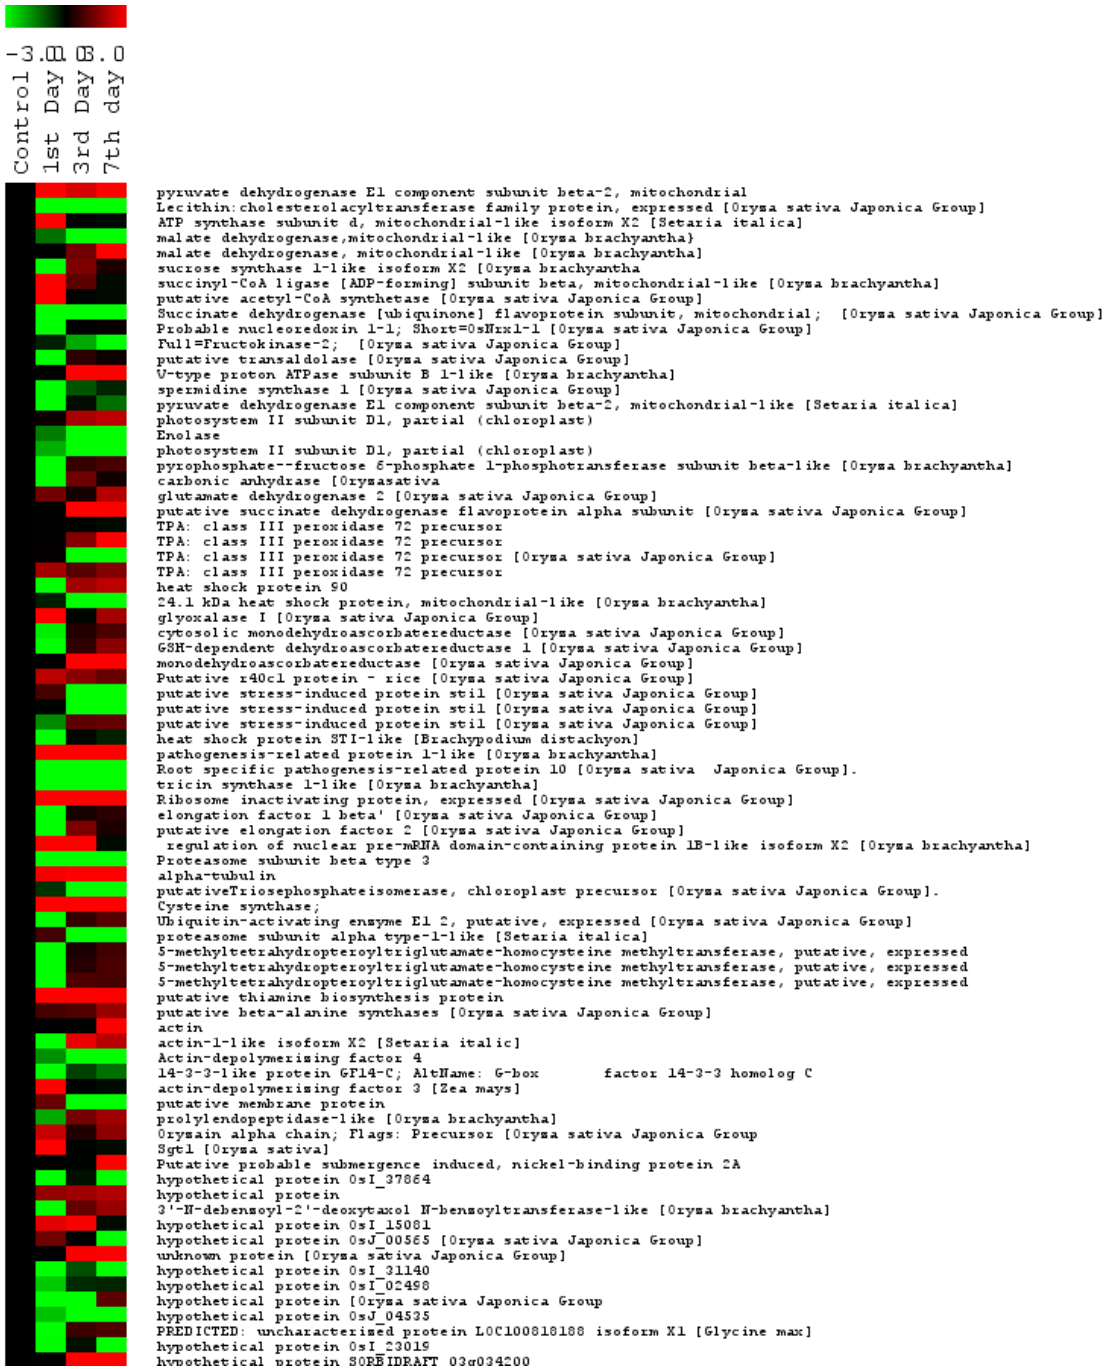 Control
1st Day
3rd Day
7th day
pyruvate dehydrogenase E1 component subunit beta-2, mitochondrial
Lecithin:cholesterolacyltransferase family protein, expressed [Oryza sativa Japonica Group]
ATP synthase subunit d, mitochondrial-like isoform X2 [Setaria italica]
malate dehydrogenase,mitochondrial-like [Oryza brachyantha}
malate dehydrogenase, mitochondrial-like [Oryza brachyantha]
sucrose synthase 1-like isoform X2 [Oryza brachyantha
succinyl-CoA ligase [ADP-forming] subunit beta, mitochondrial-like [Oryza brachyantha]
putative acetyl-CoA synthetase [Oryza sativa Japonica Group]
Succinate dehydrogenase [ubiquinone] flavoprotein subunit, mitochondrial; [Oryza sativa Japonica Group]
Probable nucleoredoxin 1-1; Short=OsNrx1-1 [Oryza sativa Japonica Group]
Full=Fructokinase-2; [Oryza sativa Japonica Group]
putative transaldolase [Oryza sativa Japonica Group]
V-type proton ATPase subunit B 1-like [Oryza brachyantha]
spermidine synthase 1 [Oryza sativa Japonica Group]
pyruvate dehydrogenase E1 component subunit beta-2, mitochondrial-like [Setaria italica]
photosystem II subunit D1, partial (chloroplast)
Enolase
photosystem II subunit D1, partial (chloroplast)
pyrophosphate--fructose 6-phosphate 1-phosphotransferase subunit beta-like [Oryza brachyantha]
carbonic anhydrase [Oryzasativa
glutamate dehydrogenase 2 [Oryza sativa Japonica Group]
putative succinate dehydrogenase flavoprotein alpha subunit [Oryza sativa Japonica Group]
TPA: class III peroxidase 72 precursor
TPA: class III peroxidase 72 precursor
TPA: class III peroxidase 72 precursor [Oryza sativa Japonica Group]
TPA: class III peroxidase 72 precursor
heat shock protein 90
24.1 kDa heat shock protein, mitochondrial-like [Oryza brachyantha]
glyoxalase I [Oryza sativa Japonica Group]
cytosolic monodehydroascorbatereductase [Oryza sativa Japonica Group]
GSH-dependent dehydroascorbatereductase 1 [Oryza sativa Japonica Group]
monodehydroascorbatereductase [Oryza sativa Japonica Group]
Putative r40c1 protein - rice [Oryza sativa Japonica Group]
putative stress-induced protein sti1 [Oryza sativa Japonica Group]
putative stress-induced protein sti1 [Oryza sativa Japonica Group]
putative stress-induced protein sti1 [Oryza sativa Japonica Group]
heat shock protein STI-like [Brachypodium distachyon]
pathogenesis-related protein 1-like [Oryza brachyantha]
Root specific pathogenesis-related protein 10 [Oryza sativa Japonica Group].
tricin synthase 1-like [Oryza brachyantha]
Ribosome inactivating protein, expressed [Oryza sativa Japonica Group]
elongation factor 1 beta' [Oryza sativa Japonica Group]
putative elongation factor 2 [Oryza sativa Japonica Group]
regulation of nuclear pre-mRNA domain-containing protein 1B-like isoform X2 [Oryza brachyantha]
Proteasome subunit beta type 3
alpha-tubulin
putativeTriosephosphateisomerase, chloroplast precursor [Oryza sativa Japonica Group].
Cysteine synthase;
Ubiquitin-activating enzyme E1 2, putative, expressed [Oryza sativa Japonica Group]
proteasome subunit alpha type-1-like [Setaria italica]
5-methyltetrahydropteroyltriglutamate-homocysteine methyltransferase, putative, expressed
5-methyltetrahydropteroyltriglutamate-homocysteine methyltransferase, putative, expressed
5-methyltetrahydropteroyltriglutamate-homocysteine methyltransferase, putative, expressed
putative thiamine biosynthesis protein
putative beta-alanine synthases [Oryza sativa Japonica Group]
actin
actin-1-like isoform X2 [Setaria italic]
Actin-depolymerizing factor 4
14-3-3-like protein GF14-C; AltName: G-box factor 14-3-3 homolog C
actin-depolymerizing factor 3 [Zea mays]
putative membrane protein
prolylendopeptidase-like [Oryza brachyantha]
Oryzain alpha chain; Flags: Precursor [Oryza sativa Japonica Group
Sgt1 [Oryza sativa]
Putative probable submergence induced, nickel-binding protein 2A
hypothetical protein OsI_37864
hypothetical protein
3'-N-debenzoyl-2'-deoxytaxol N-benzoyltransferase-like [Oryza brachyantha]
hypothetical protein OsI_15081
hypothetical protein OsJ_00565 [Oryza sativa Japonica Group]
unknown protein [Oryza sativa Japonica Group]
hypothetical protein OsI_31140
hypothetical protein OsI_02498
hypothetical protein [Oryza sativa Japonica Group
hypothetical protein OsJ_04535
PREDICTED: uncharacterized protein LOC100818188 isoform X1 [Glycine max]
hypothetical protein OsI_23019
hypothetical protein SORBIDRAFT_03g034200